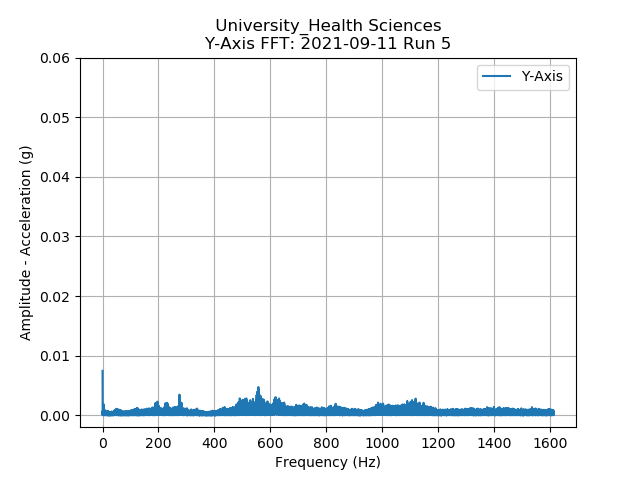 University_Health Sciences
Y-Axis FFT: 2021-09-11 Run 5
Y-Axis
0.06
0.05
0.04
0.03
0.02
0.01
0.00
Amplitude - Acceleration (g)
0 200 400 600 800 1000 1200 1400 1600
Frequency (Hz)